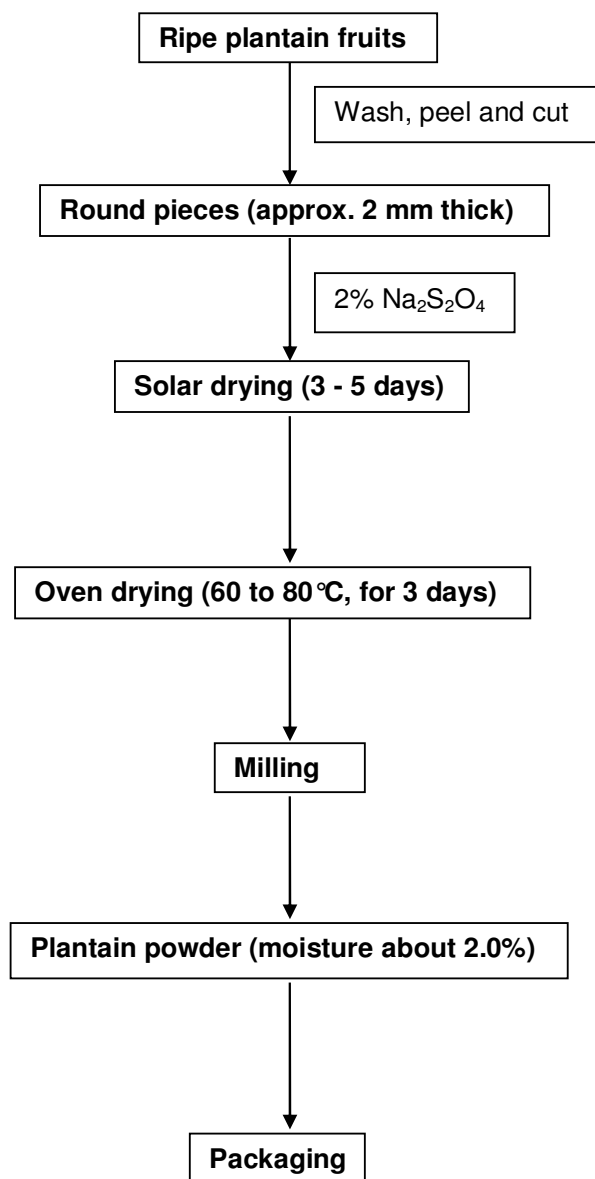 Ripe plantain fruits
Wash, peel and cut
Round pieces (approx. 2 mm thick)
2% Na₂S₂O₄
Solar drying (3 - 5 days)
Oven drying (60 to 80°C, for 3 days)
Milling
Plantain powder (moisture about 2.0%)
Packaging